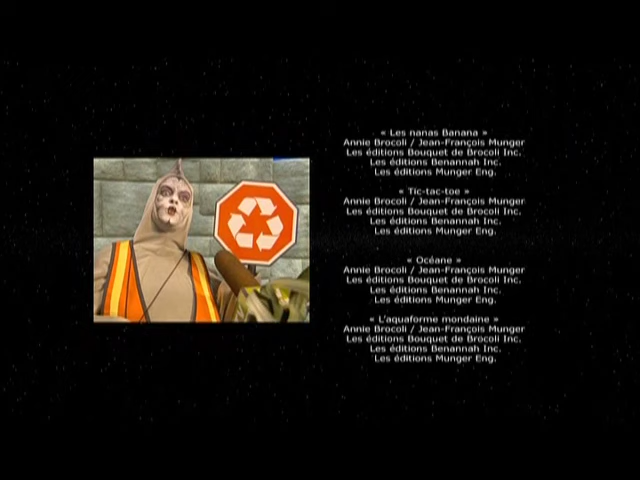 « Les nanas Banana »
Annie Brocoli / Jean-François Munger
Les éditions Bouquet de Brocoli Inc.
Les éditions Benannah Inc.
Les éditions Munger Eng.
« Tic-tac-toe »
Annie Brocoli / Jean-François Munger
Les éditions Bouquet de Brocoli Inc.
Les éditions Benannah Inc.
Les éditions Munger Eng.
« Océane »
Annie Brocoli / Jean-François Munger
Les éditions Bouquet de Brocoli Inc.
Les éditions Benannah Inc.
Les éditions Munger Eng.
« L'aquaforme mondaine »
Annie Brocoli / Jean-François Munger
Les éditions Bouquet de Brocoli Inc.
Les éditions Benannah Inc.
Les éditions Munger Eng.